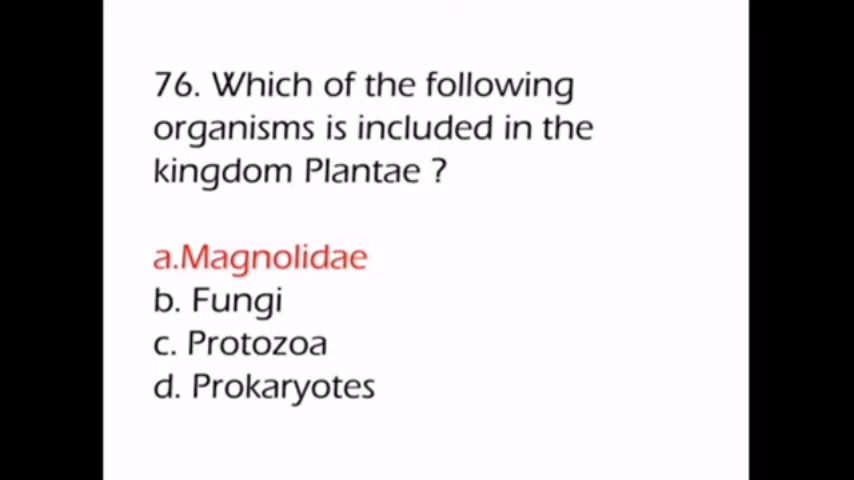 76. Which of the following
organisms is included in the
kingdom Plantae ?
a.Magnolidae
b. Fungi
c. Protozoa
d. Prokaryotes